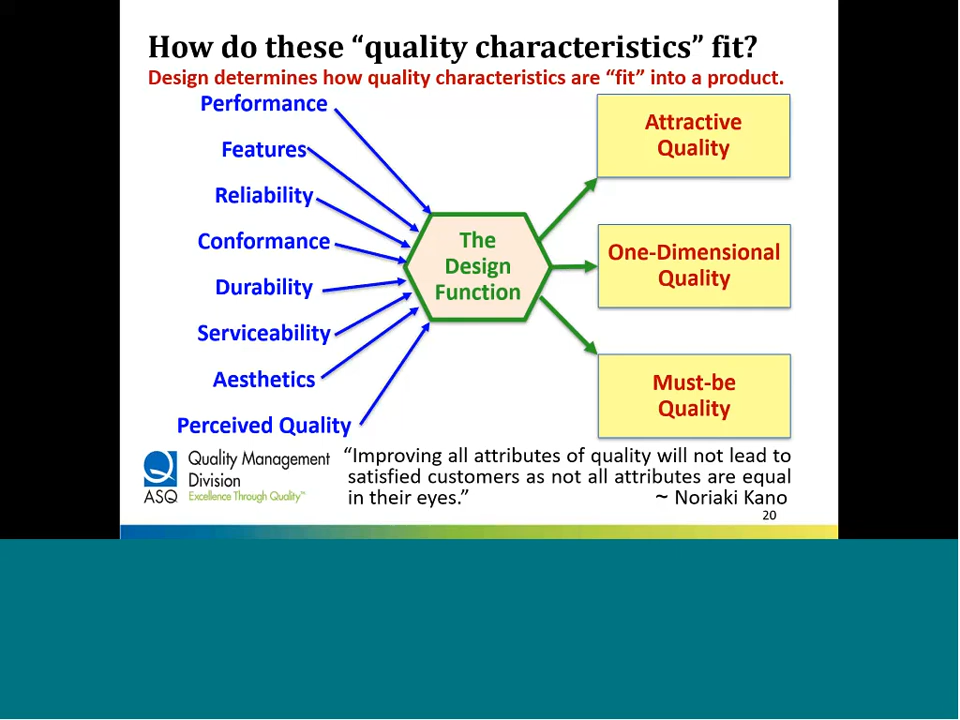 How do these “quality characteristics” fit?
Design determines how quality characteristics are “fit” into a product.
Performance
Features
Reliability
Conformance
Durability
Serviceability
Aesthetics
Perceived Quality
The
Design
Function
Attractive
Quality
One-Dimensional
Quality
Must-be
Quality
ASQ
Quality Management
Division
Excellence Through Quality™
“Improving all attributes of quality will not lead to
satisfied customers as not all attributes are equal
in their eyes.” ~ Noriaki Kano
20